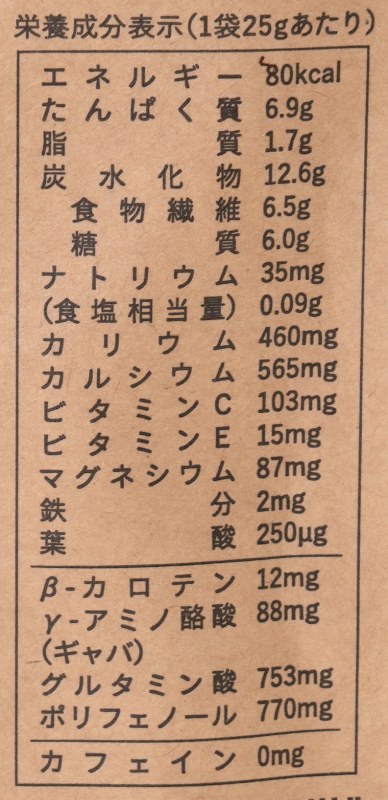 栄養成分表示(1袋25gあたり)
エネルギー 80kcal
たんぱく質 6.9g
脂質 1.7g
炭水化物 12.6g
食物繊維 6.5g
糖質 6.0g
ナトリウム 35mg
(食塩相当量) 0.09g
カリウム 460mg
カルシウム 565mg
ビタミンC 103mg
ビタミンE 15mg
マグネシウム 87mg
鉄分 2mg
葉酸 250μg
β-カロテン 12mg
γ-アミノ酪酸 88mg
(ギャバ)
グルタミン酸 753mg
ポリフェノール 770mg
カフェイン 0mg